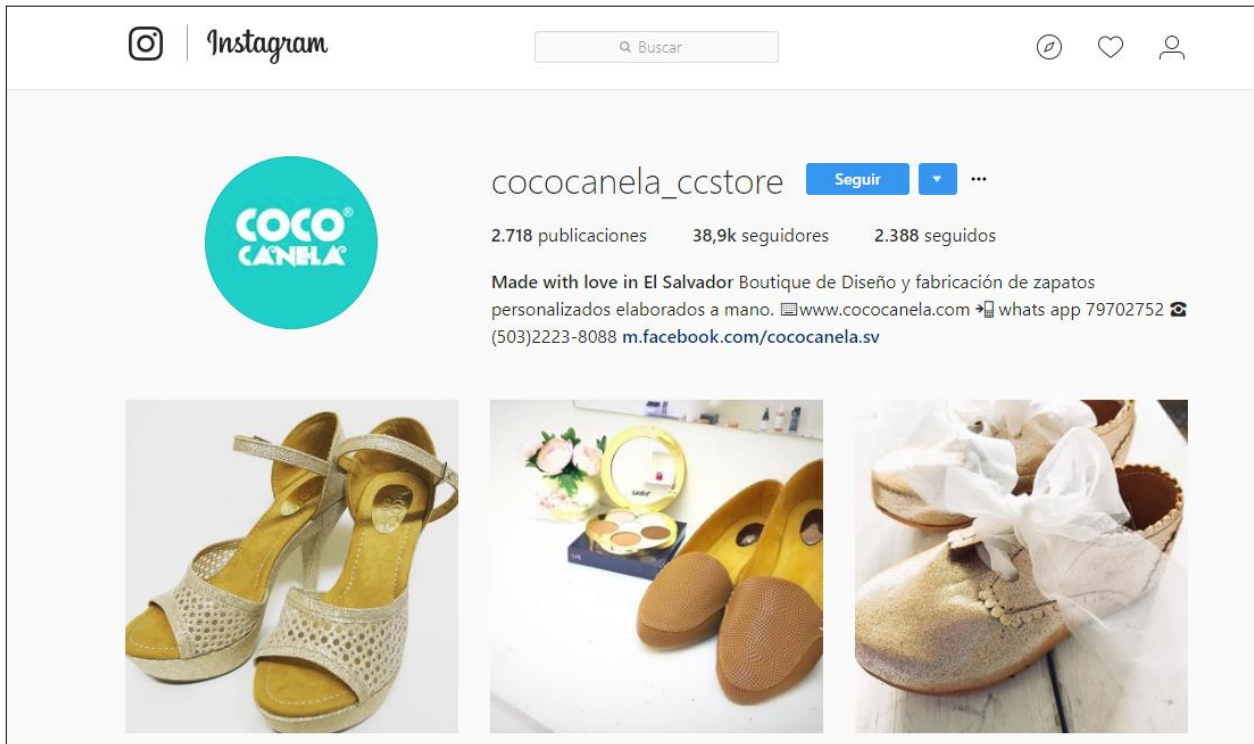 Instagram
Buscar
COCO®
CANELA
cococanela_ccstore Seguir ...
2.718 publicaciones 38,9k seguidores 2.388 seguidos
Made with love in El Salvador Boutique de Diseño y fabricación de zapatos
personalizados elaborados a mano. ⌨www.cococanela.com 📲 whats app 79702752 ☎
(503)2223-8088 m.facebook.com/cococanela.sv